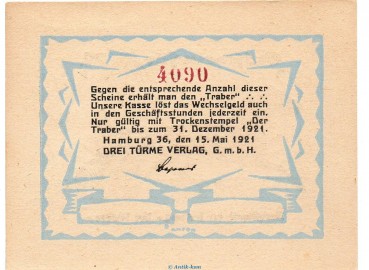 4090
Gegen die entsprechende Anzahl dieser
Scheine erhält man den „Traber" ∴ ∴
Unsere Kasse löst das Wechselgeld auch
in den Geschäftsstunden jederzeit ein.
Nur gültig mit Trockenstempel „Der
Traber" bis zum 31. Dezember 1921.
Hamburg 36, den 15. Mai 1921
DREI TÜRME VERLAG, G. m. b. H.
© Antik-kum